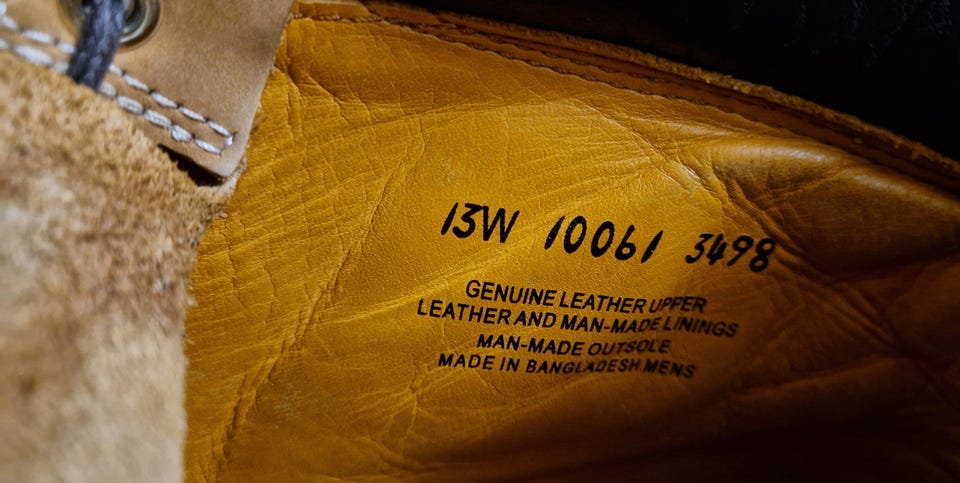 13W 10061 3498
GENUINE LEATHER UPPER
LEATHER AND MAN-MADE LININGS
MAN-MADE OUTSOLE
MADE IN BANGLADESH MENS